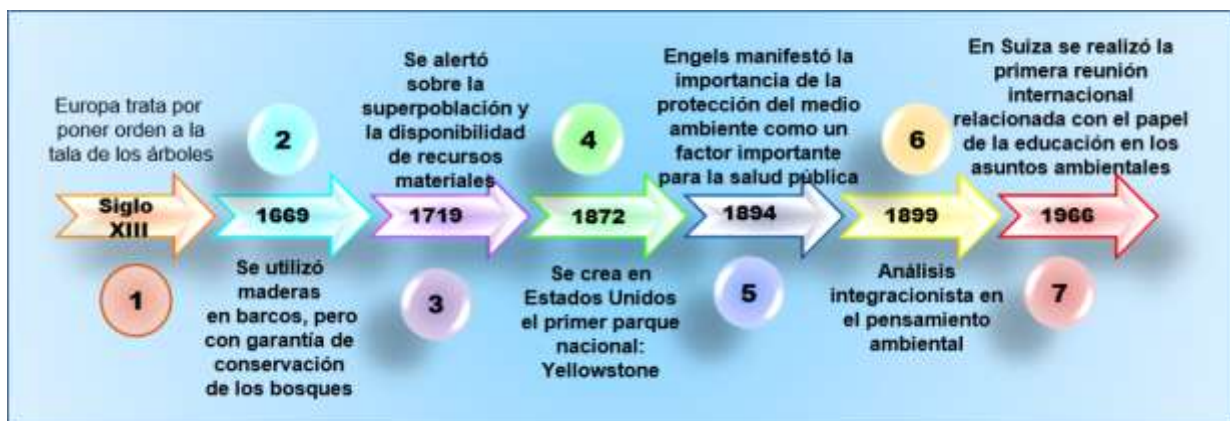 Europa trata por
poner orden a la
tala de los árboles
Siglo
XIII
1
2
1669
Se utilizó
maderas
en barcos, pero
con garantía de
conservación
de los bosques
Se alertó
sobre la
superpoblación y
la disponibilidad
de recursos
materiales
1719
3
4
1872
Se crea en
Estados Unidos
el primer parque
nacional:
Yellowstone
Engels manifestó la
importancia de la
protección del medio
ambiente como un
factor importante
para la salud pública
1894
5
6
1899
Análisis
integracionista en
el pensamiento
ambiental
En Suiza se realizó la
primera reunión
internacional
relacionada con el papel
de la educación en los
asuntos ambientales
1966
7